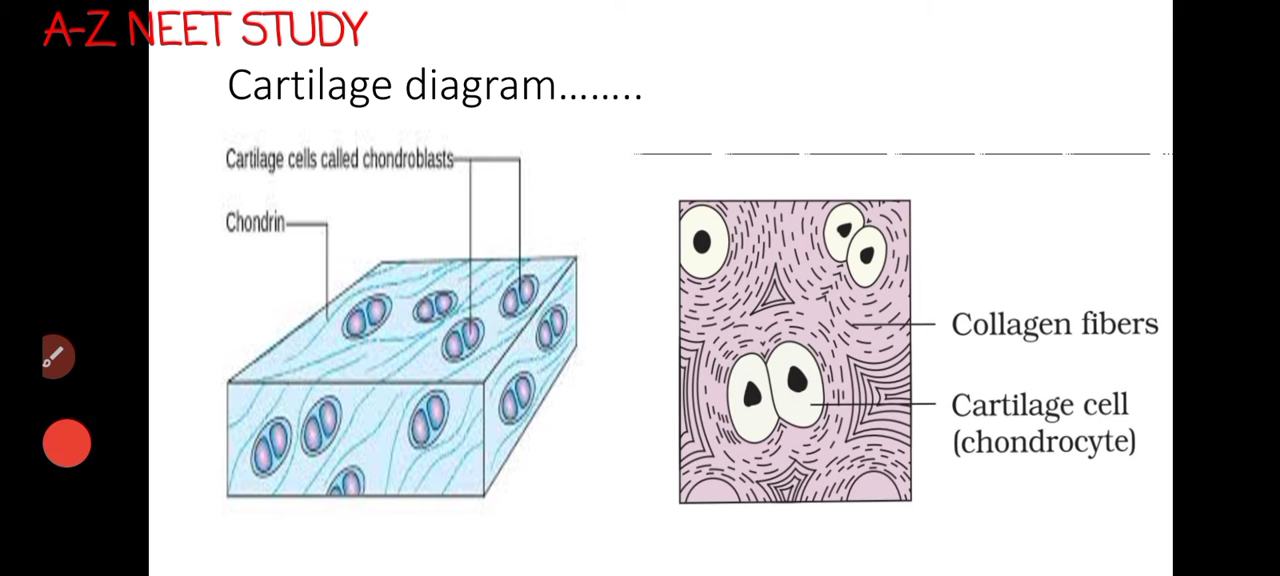 A-Z NEET STUDY
Cartilage diagram........
Cartilage cells called chondroblasts
Chondrin
Collagen fibers
Cartilage cell
(chondrocyte)